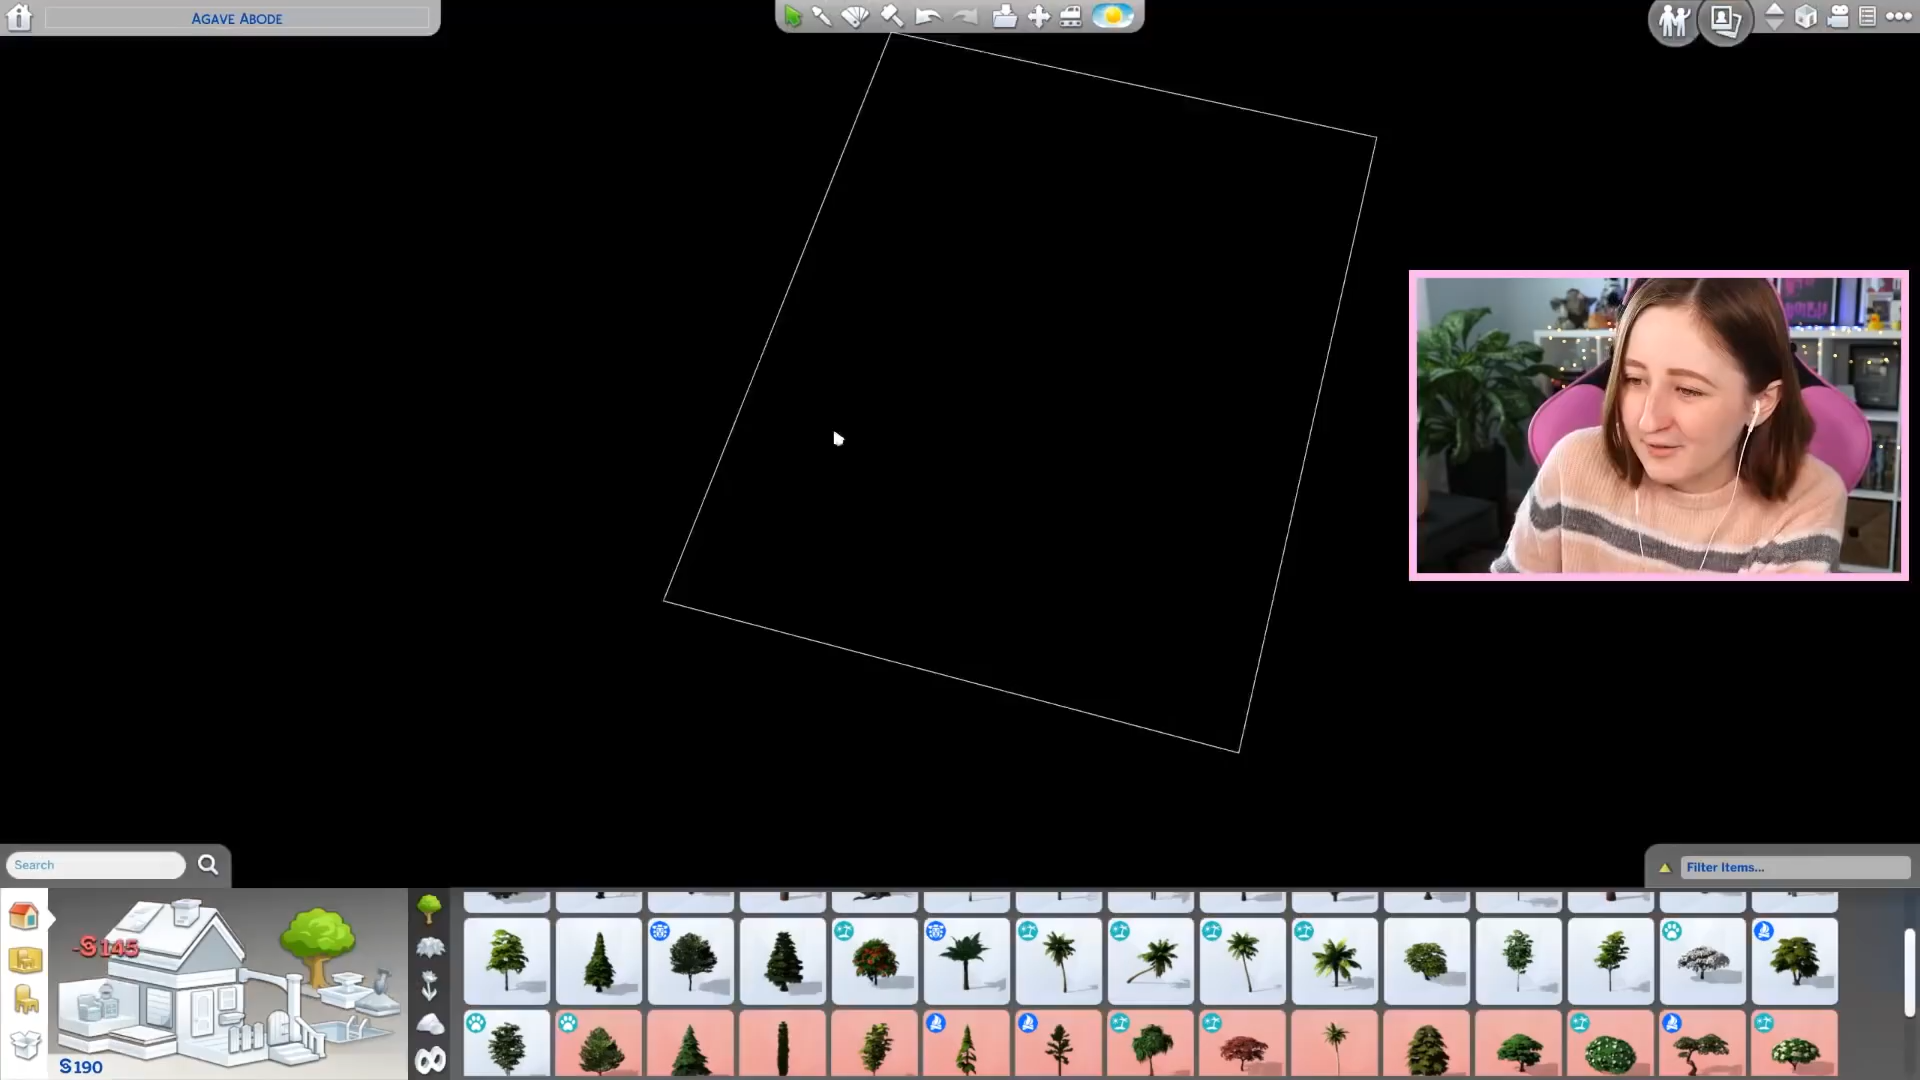 AGAVE ABODE
Search
Filter Items...
-§145
§190